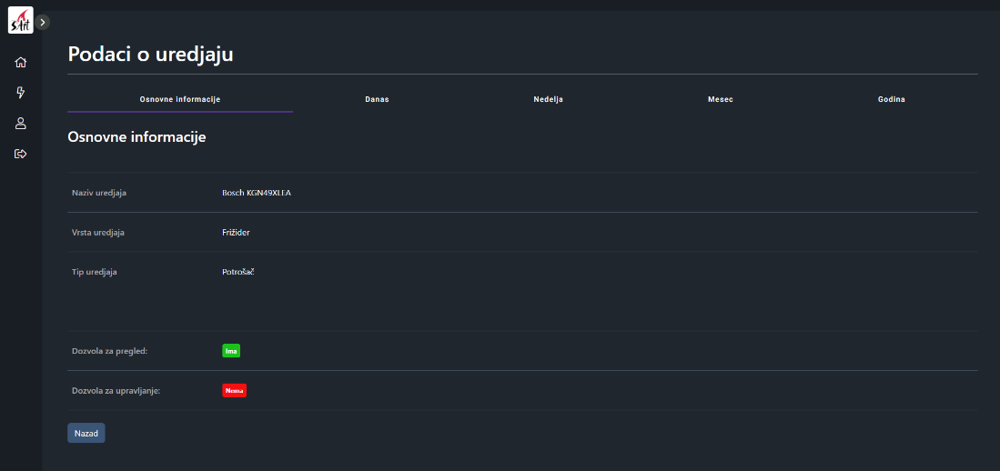 sArt
Podaci o uredjaju
Osnovne informacije Danas Nedelja Mesec Godina
Osnovne informacije
Naziv uredjaja Bosch KGN49XLEA
Vrsta uredjaja Frižider
Tip uredjaja Potrošač
Dozvola za pregled: Ima
Dozvola za upravljanje: Nema
Nazad